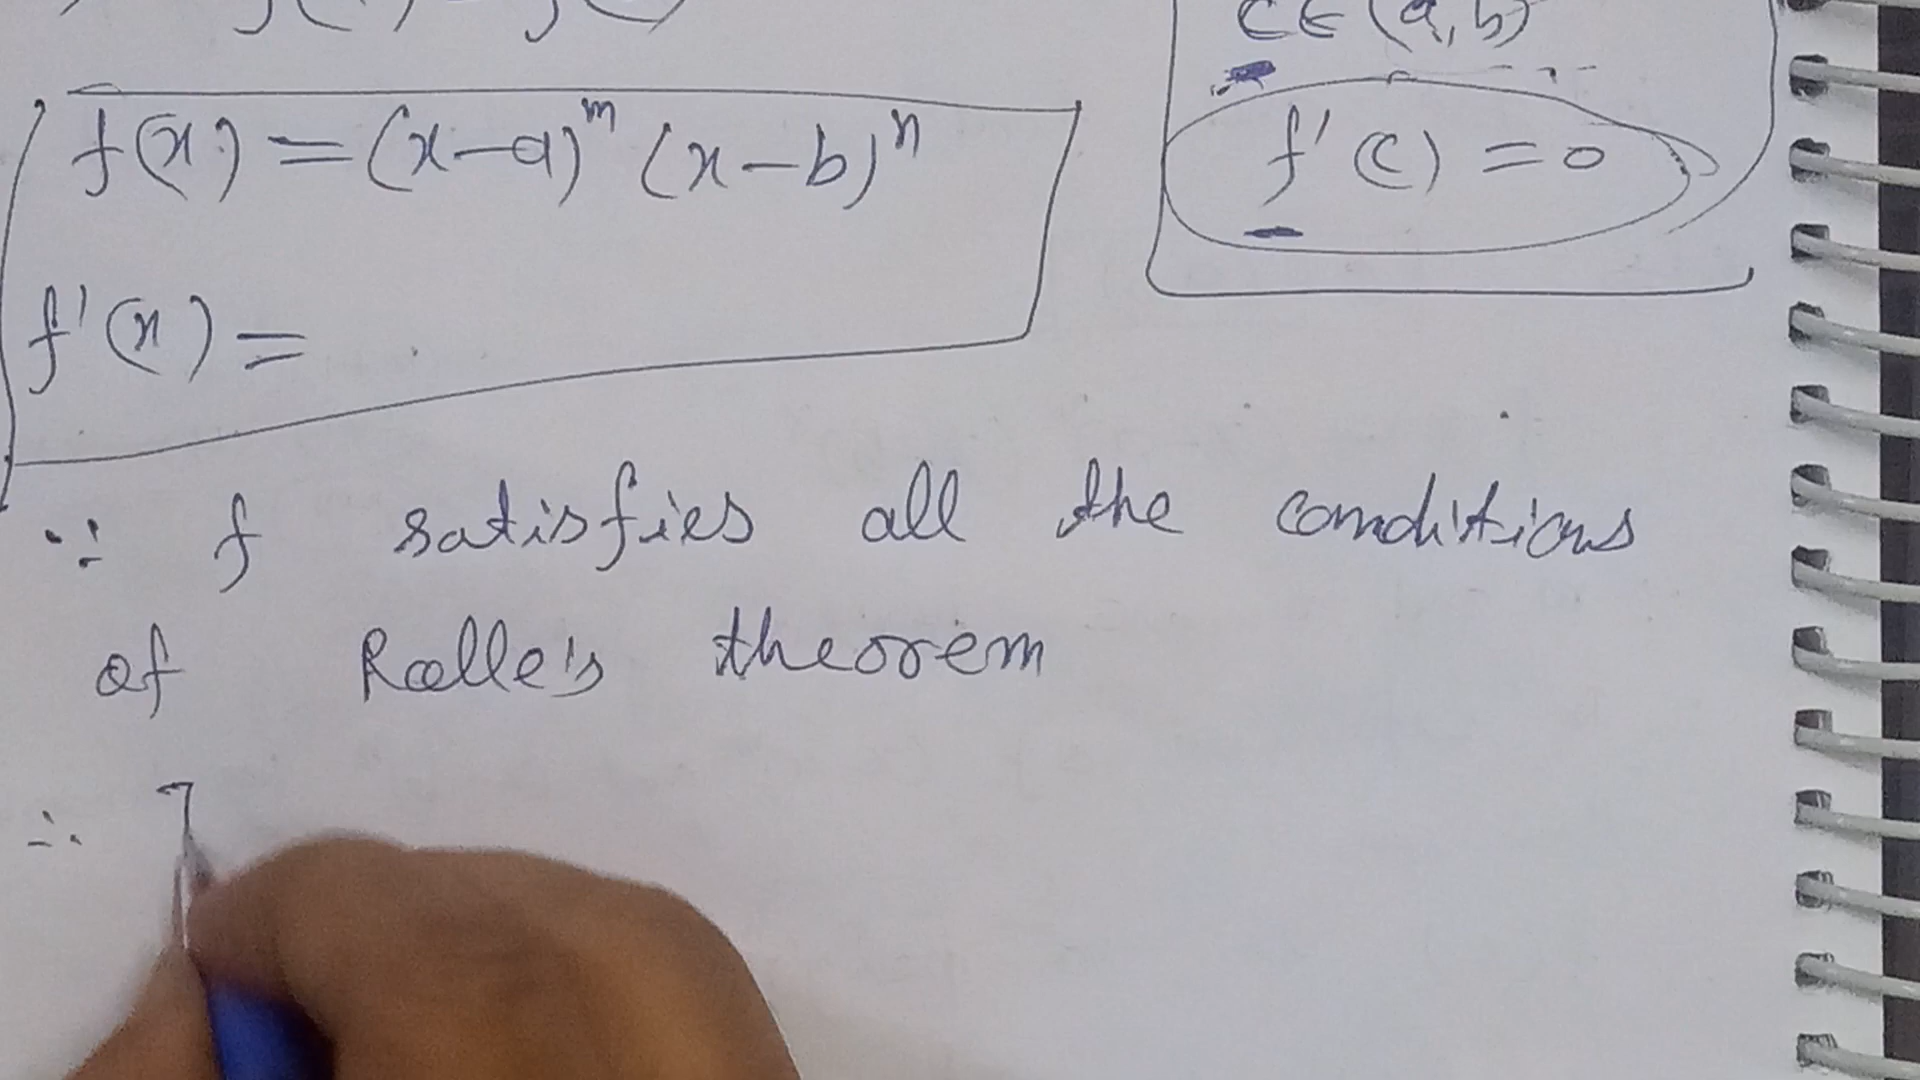 c∈(a,b)
f(x) = (x-a)^m (x-b)^n
f'(c) = 0
f'(x) =
∵ f satisfies all the conditions
of Rolle's theorem
∴